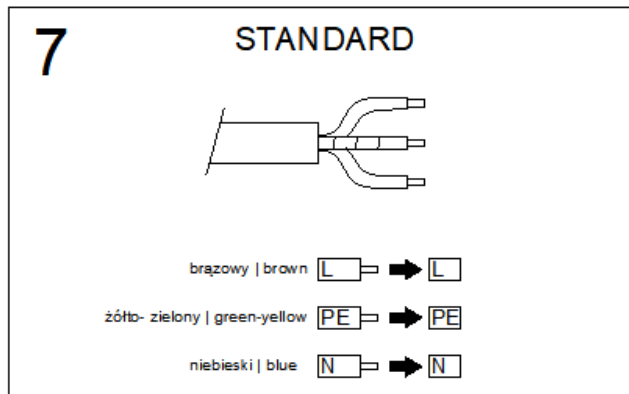 7 STANDARD
brązowy | brown L L
żółto- zielony | green-yellow PE PE
niebieski | blue N N